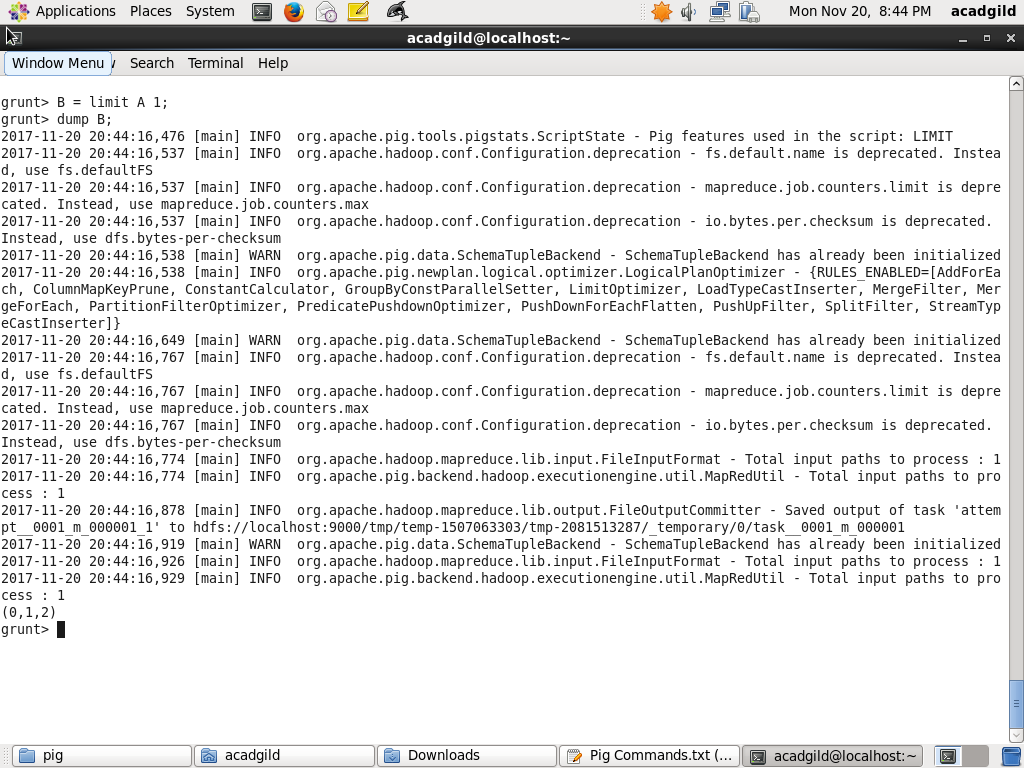 Applications Places System Mon Nov 20, 8:44 PM acadgild
acadgild@localhost:~
Window Menu Search Terminal Help
grunt> B = limit A 1;
grunt> dump B;
2017-11-20 20:44:16,476 [main] INFO  org.apache.pig.tools.pigstats.ScriptState - Pig features used in the script: LIMIT
2017-11-20 20:44:16,537 [main] INFO  org.apache.hadoop.conf.Configuration.deprecation - fs.default.name is deprecated. Instea
d, use fs.defaultFS
2017-11-20 20:44:16,537 [main] INFO  org.apache.hadoop.conf.Configuration.deprecation - mapreduce.job.counters.limit is depre
cated. Instead, use mapreduce.job.counters.max
2017-11-20 20:44:16,537 [main] INFO  org.apache.hadoop.conf.Configuration.deprecation - io.bytes.per.checksum is deprecated.
Instead, use dfs.bytes-per-checksum
2017-11-20 20:44:16,538 [main] WARN  org.apache.pig.data.SchemaTupleBackend - SchemaTupleBackend has already been initialized
2017-11-20 20:44:16,538 [main] INFO  org.apache.pig.newplan.logical.optimizer.LogicalPlanOptimizer - {RULES_ENABLED=[AddForEa
ch, ColumnMapKeyPrune, ConstantCalculator, GroupByConstParallelSetter, LimitOptimizer, LoadTypeCastInserter, MergeFilter, Mer
geForEach, PartitionFilterOptimizer, PredicatePushdownOptimizer, PushDownForEachFlatten, PushUpFilter, SplitFilter, StreamTyp
eCastInserter]}
2017-11-20 20:44:16,649 [main] WARN  org.apache.pig.data.SchemaTupleBackend - SchemaTupleBackend has already been initialized
2017-11-20 20:44:16,767 [main] INFO  org.apache.hadoop.conf.Configuration.deprecation - fs.default.name is deprecated. Instea
d, use fs.defaultFS
2017-11-20 20:44:16,767 [main] INFO  org.apache.hadoop.conf.Configuration.deprecation - mapreduce.job.counters.limit is depre
cated. Instead, use mapreduce.job.counters.max
2017-11-20 20:44:16,767 [main] INFO  org.apache.hadoop.conf.Configuration.deprecation - io.bytes.per.checksum is deprecated.
Instead, use dfs.bytes-per-checksum
2017-11-20 20:44:16,774 [main] INFO  org.apache.hadoop.mapreduce.lib.input.FileInputFormat - Total input paths to process : 1
2017-11-20 20:44:16,774 [main] INFO  org.apache.pig.backend.hadoop.executionengine.util.MapRedUtil - Total input paths to pro
cess : 1
2017-11-20 20:44:16,878 [main] INFO  org.apache.hadoop.mapreduce.lib.output.FileOutputCommitter - Saved output of task 'attem
pt__0001_m_000001_1' to hdfs://localhost:9000/tmp/temp-1507063303/tmp-2081513287/_temporary/0/task__0001_m_000001
2017-11-20 20:44:16,919 [main] WARN  org.apache.pig.data.SchemaTupleBackend - SchemaTupleBackend has already been initialized
2017-11-20 20:44:16,926 [main] INFO  org.apache.hadoop.mapreduce.lib.input.FileInputFormat - Total input paths to process : 1
2017-11-20 20:44:16,929 [main] INFO  org.apache.pig.backend.hadoop.executionengine.util.MapRedUtil - Total input paths to pro
cess : 1
(0,1,2)
grunt>
pig acadgild Downloads Pig Commands.txt (... acadgild@localhost:~